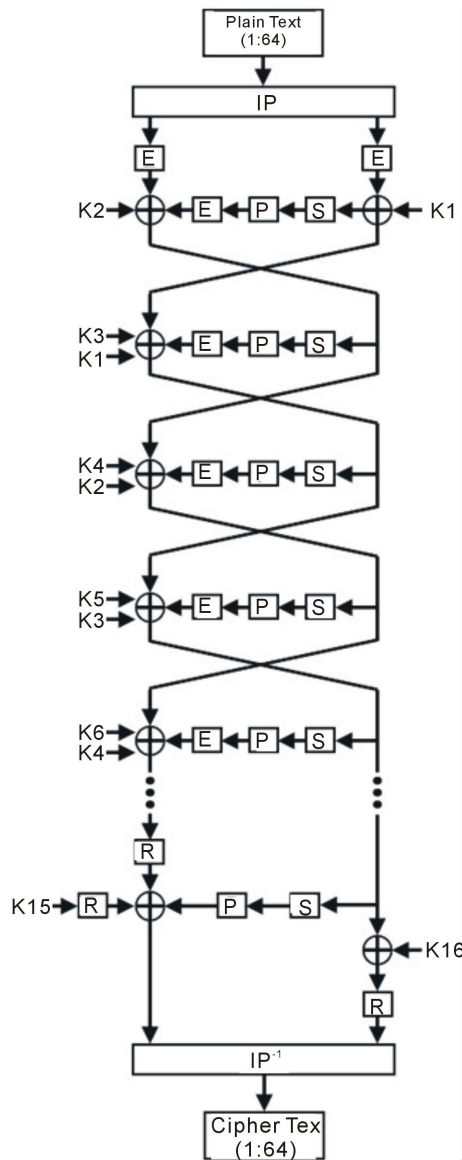 Plain Text
(1:64)
IP
E E
K2 E P S K1
K3
K1
E P S
K4
K2
E P S
K5
K3
E P S
K6
K4
E P S
R
K15 R P S
K16
R
IP-1
Cipher Tex
(1:64)